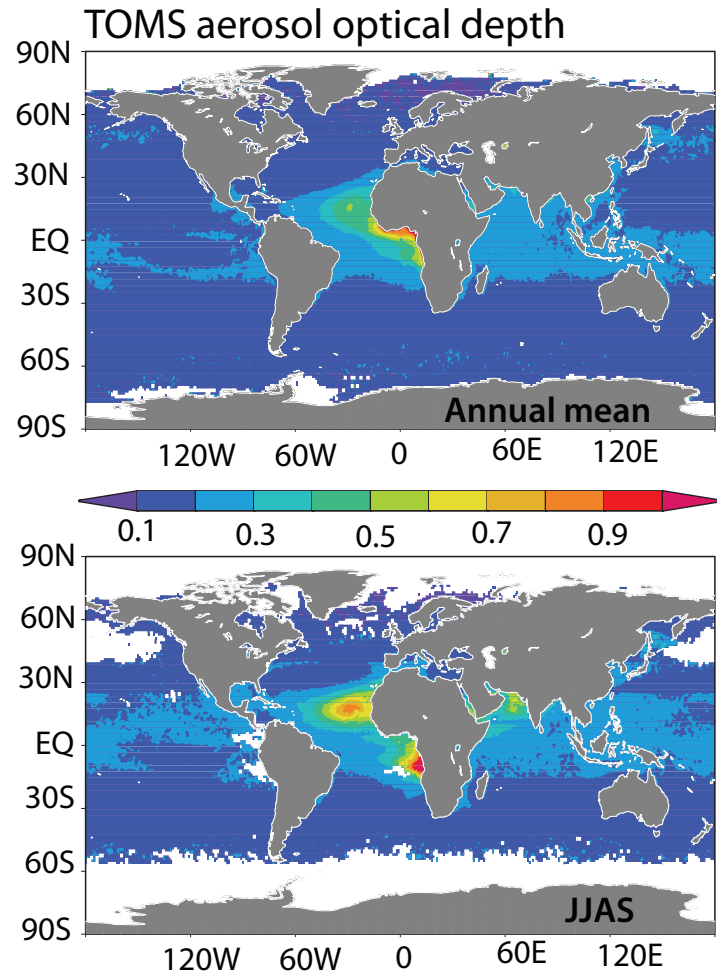 TOMS aerosol optical depth
90N
60N
30N
EQ
30S
60S
90S
Annual mean
120W 60W 0 60E 120E
0.1 0.3 0.5 0.7 0.9
90N
60N
30N
EQ
30S
60S
90S
JJAS
120W 60W 0 60E 120E